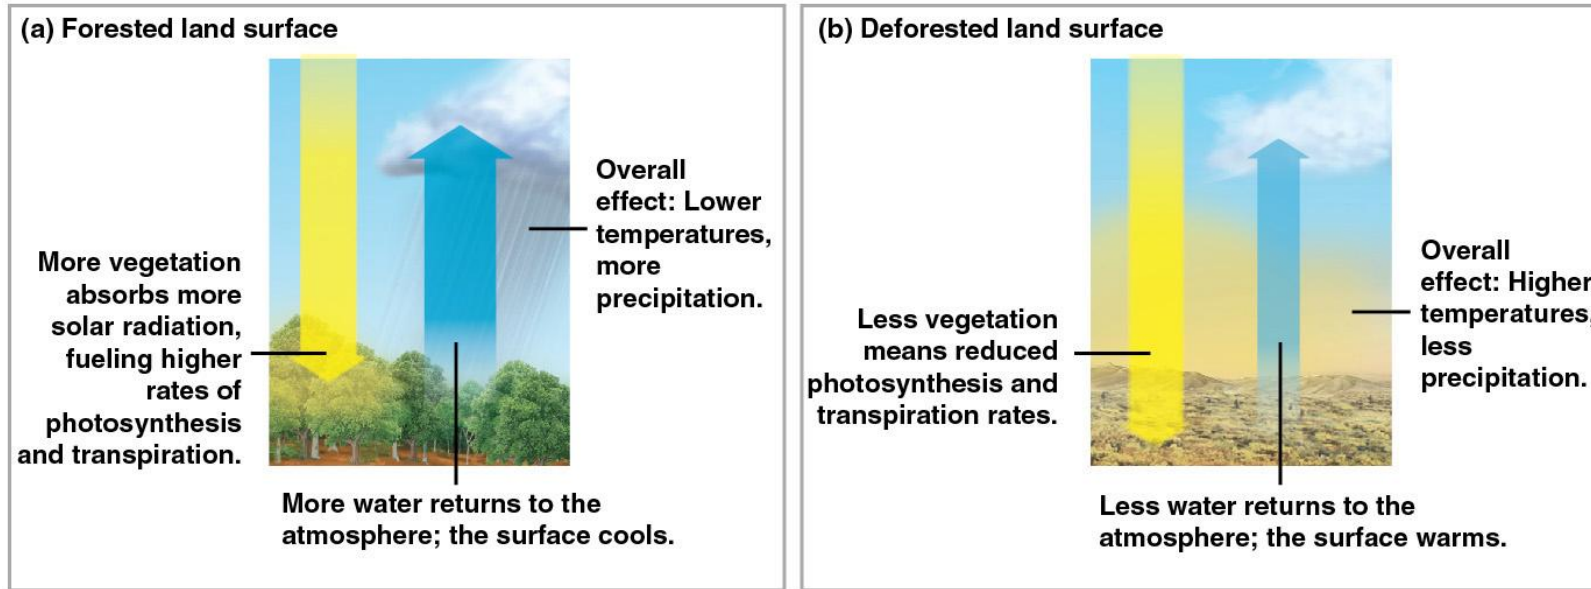 (a) Forested land surface
More vegetation
absorbs more
solar radiation,
fueling higher
rates of
photosynthesis
and transpiration.
Overall
effect: Lower
temperatures,
more
precipitation.
More water returns to the
atmosphere; the surface cools.
(b) Deforested land surface
Less vegetation
means reduced
photosynthesis and
transpiration rates.
Overall
effect: Higher
temperatures,
less
precipitation.
Less water returns to the
atmosphere; the surface warms.